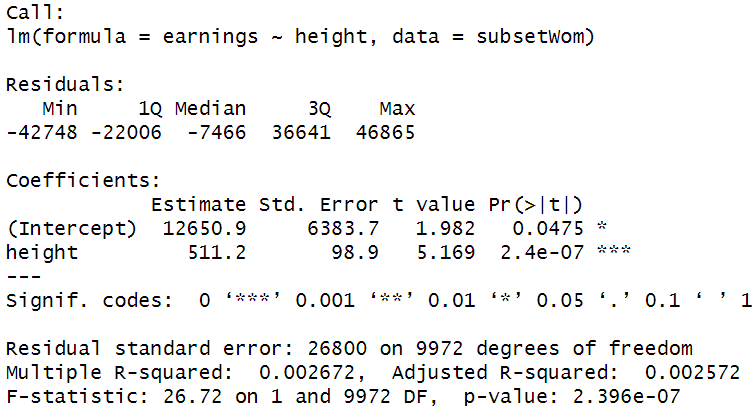 Call:
lm(formula = earnings ~ height, data = subsetWom)

Residuals:
   Min     1Q Median     3Q    Max
-42748 -22006  -7466  36641  46865

Coefficients:
            Estimate Std. Error t value Pr(>|t|)
(Intercept)  12650.9     6383.7   1.982   0.0475 *
height         511.2       98.9   5.169  2.4e-07 ***
---
Signif. codes:  0 ‘***’ 0.001 ‘**’ 0.01 ‘*’ 0.05 ‘.’ 0.1 ‘ ’ 1

Residual standard error: 26800 on 9972 degrees of freedom
Multiple R-squared:  0.002672,  Adjusted R-squared:  0.002572
F-statistic: 26.72 on 1 and 9972 DF,  p-value: 2.396e-07